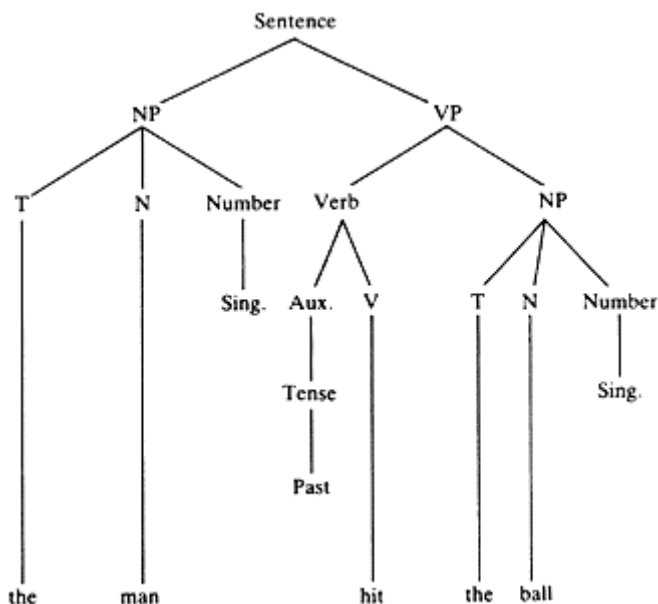 Sentence
NP VP
T N Number Verb NP
Sing. Aux. V T N Number
Tense Sing.
Past
the man hit the ball